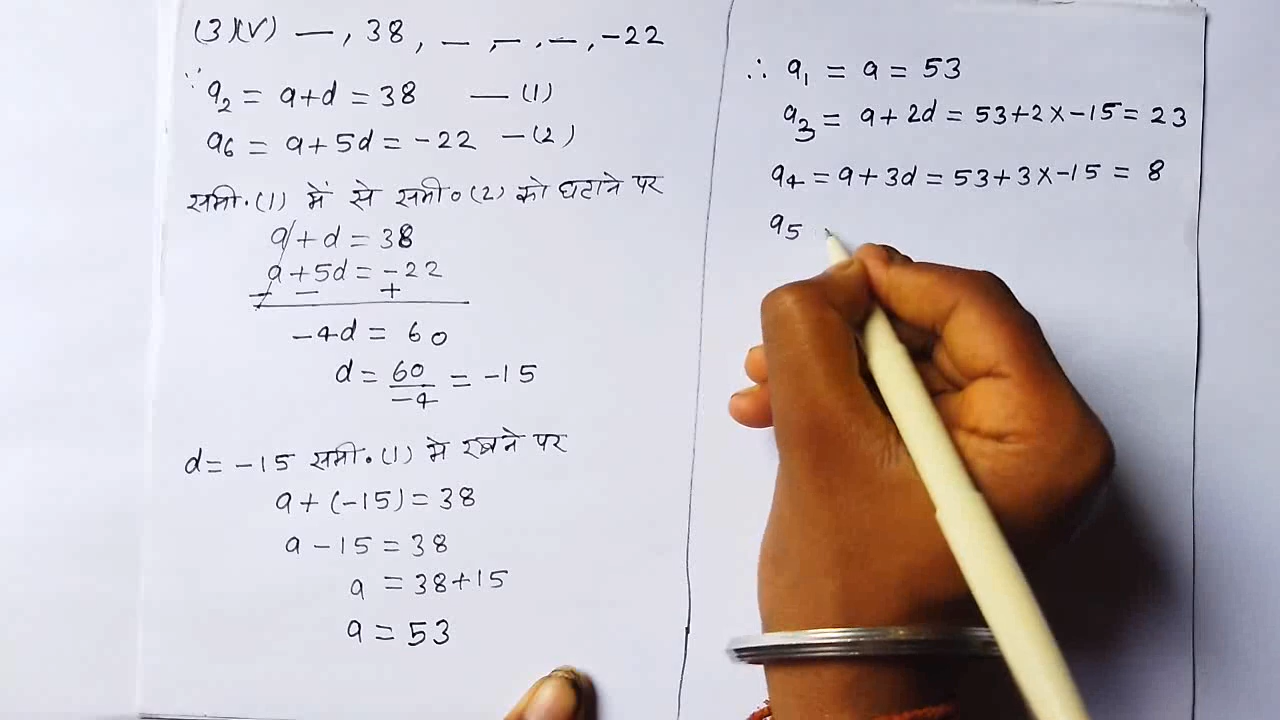 (3)(V) —, 38, —, —, —, -22
∵ a₂ = a+d = 38 —(1)
a₆ = a+5d = -22 —(2)
समी.(1) में से समी०(2) को घटाने पर
a + d = 38
a + 5d = -22
- - +
-4d = 60
d = 60/-4 = -15
d = -15 समी.(1) मे रखने पर
a + (-15) = 38
a - 15 = 38
a = 38+15
a = 53
∴ a₁ = a = 53
a₃ = a + 2d = 53+2×-15 = 23
a₄ = a + 3d = 53+3×-15 = 8
a₅